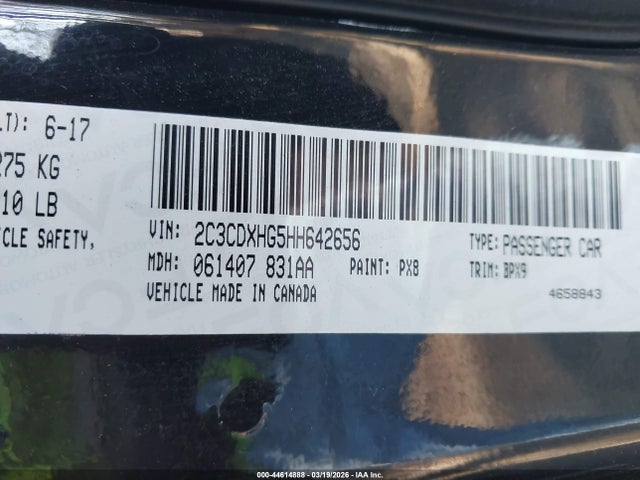 LT): 6-17
275 KG
10 LB
CLE SAFETY,
VIN: 2C3CDXHG5HH642656
TYPE: PASSENGER CAR
MDH: 061407 831AA PAINT: PX8
TRIM: BPX9
VEHICLE MADE IN CANADA
4658843
000-44614888 - 03/19/2026 - IAA Inc.